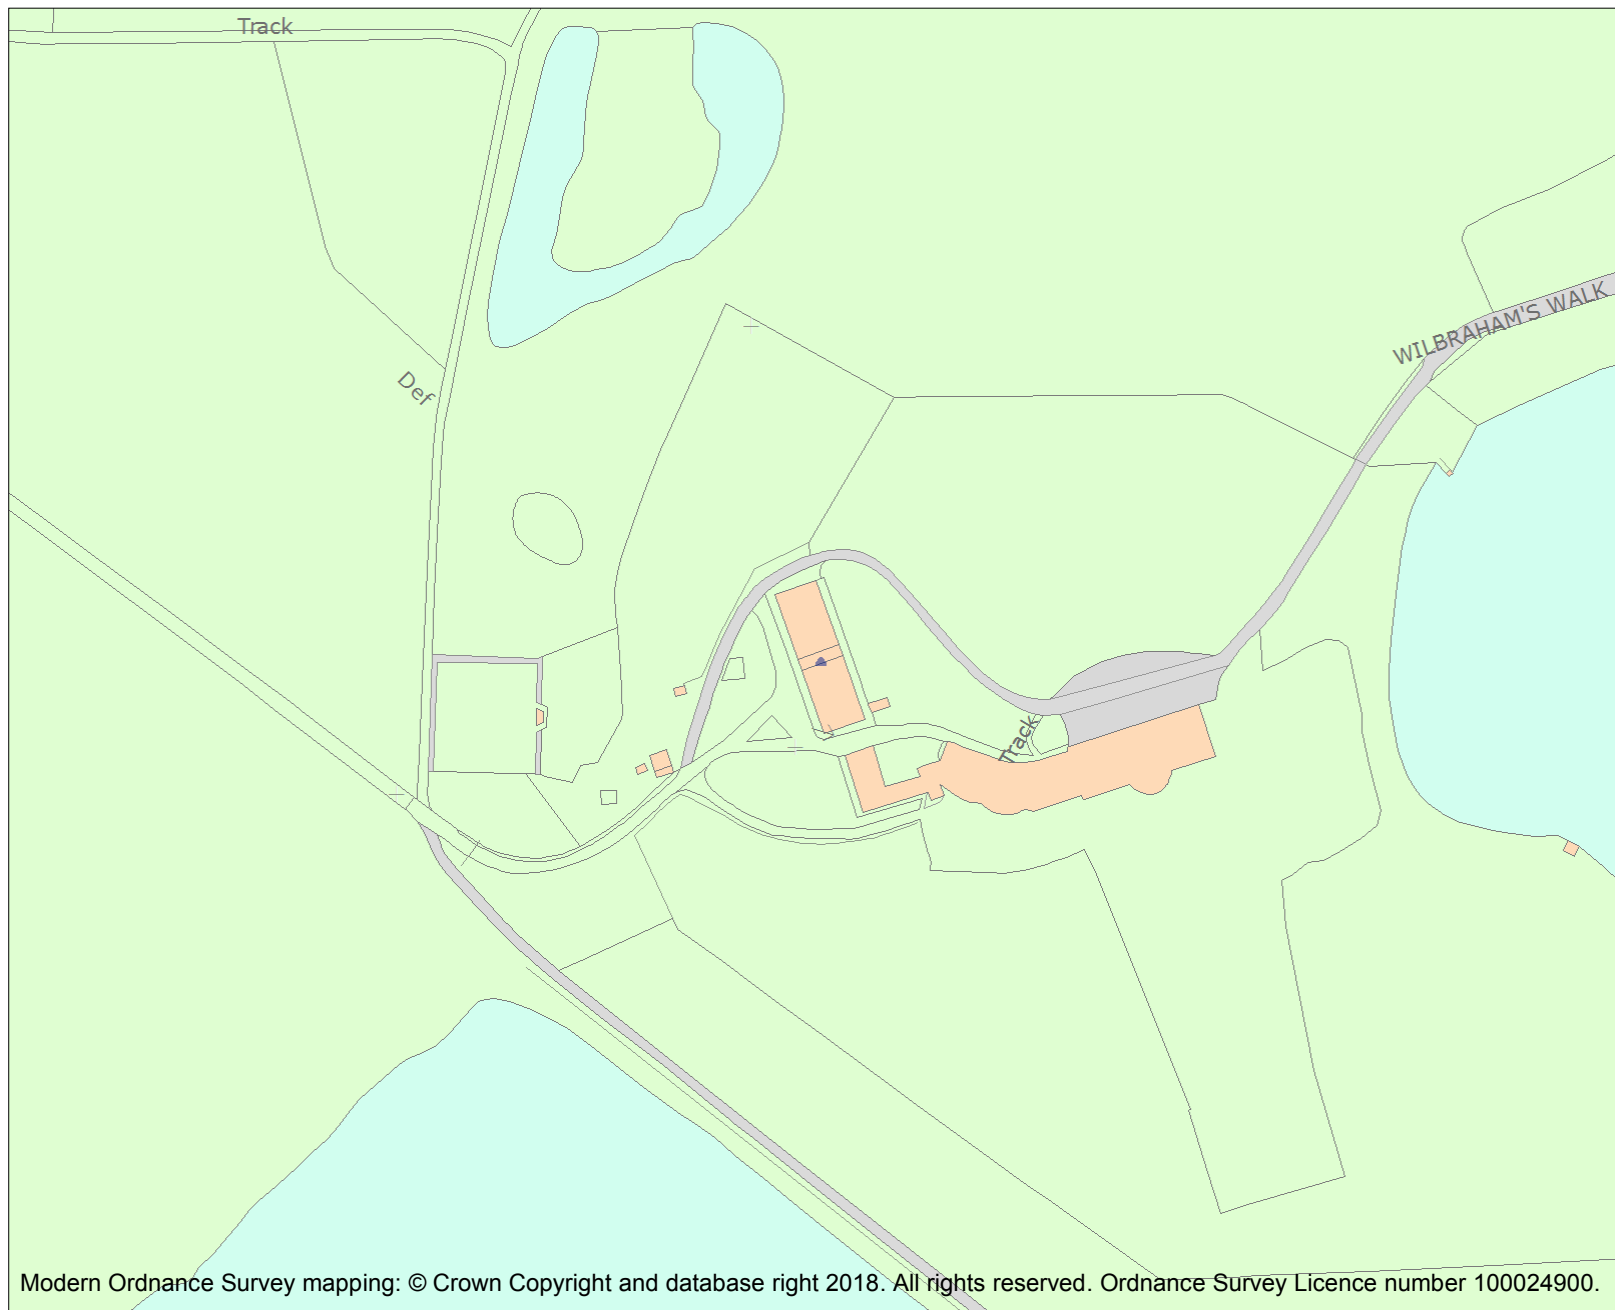 Track
WILBRAHAM'S WALK
Def
Track
Modern Ordnance Survey mapping: © Crown Copyright and database right 2018. All rights reserved. Ordnance Survey Licence number 100024900.